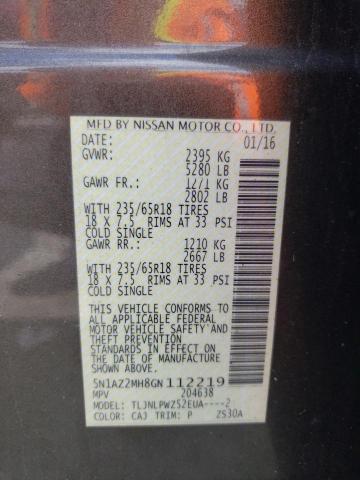 MFD BY NISSAN MOTOR CO., LTD.
DATE: 01/16
GVWR: 2395 KG
5280 LB
GAWR FR.: 1271 KG
2802 LB
WITH 235/65R18 TIRES
18 X 7.5 RIMS AT 33 PSI
COLD SINGLE
GAWR RR.: 1210 KG
2667 LB
WITH 235/65R18 TIRES
18 X 7.5 RIMS AT 33 PSI
COLD SINGLE
THIS VEHICLE CONFORMS TO
ALL APPLICABLE FEDERAL
MOTOR VEHICLE SAFETY
AND THEFT PREVENTION
STANDARDS IN EFFECT ON
THE DATE OF MANUFACTURE
SHOWN ABOVE.
5N1AZ2MH8GN112219
MPV 204638
MODEL: TLJNLPWZ52EUA----2
COLOR: CAJ TRIM: P ZS30A